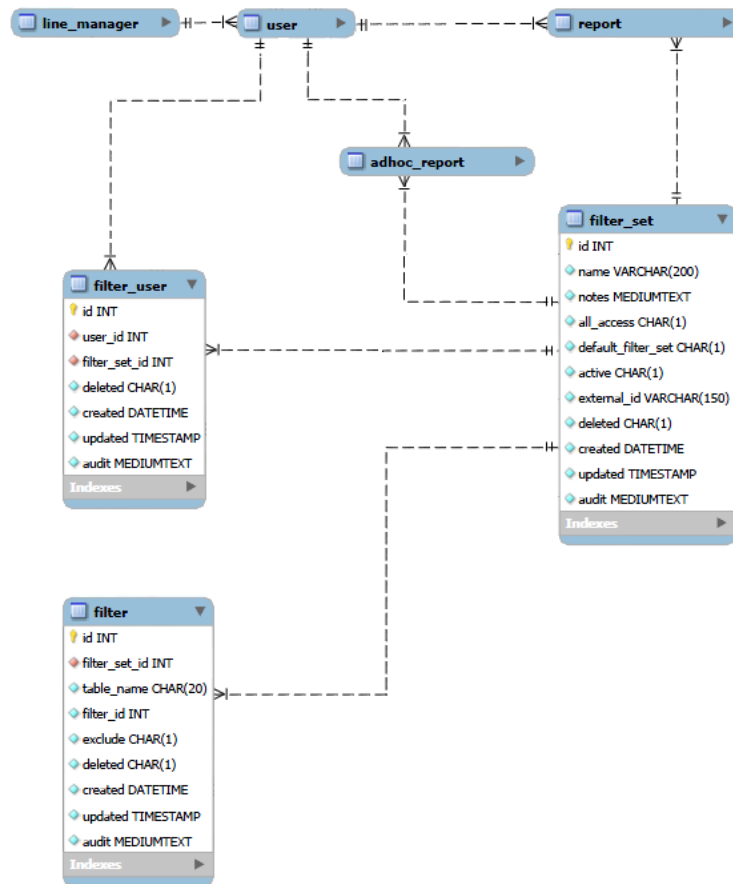 line_manager
user
report
adhoc_report
filter_set
id INT
name VARCHAR(200)
notes MEDIUMTEXT
all_access CHAR(1)
default_filter_set CHAR(1)
active CHAR(1)
external_id VARCHAR(150)
deleted CHAR(1)
created DATETIME
updated TIMESTAMP
audit MEDIUMTEXT
Indexes
filter_user
id INT
user_id INT
filter_set_id INT
deleted CHAR(1)
created DATETIME
updated TIMESTAMP
audit MEDIUMTEXT
Indexes
filter
id INT
filter_set_id INT
table_name CHAR(20)
filter_id INT
exclude CHAR(1)
deleted CHAR(1)
created DATETIME
updated TIMESTAMP
audit MEDIUMTEXT
Indexes